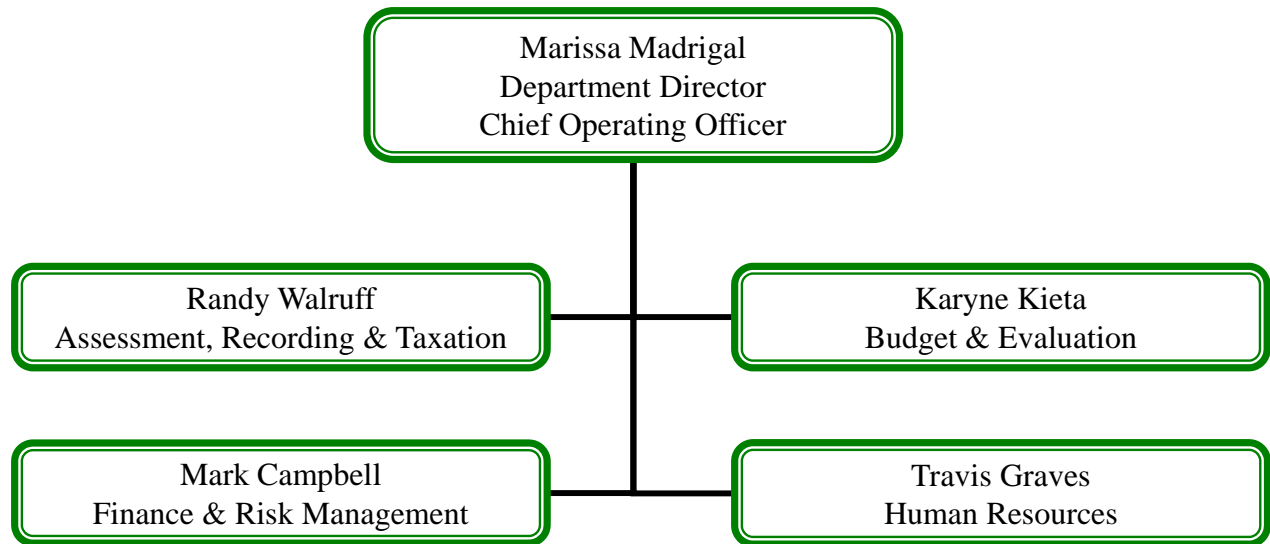 Marissa Madrigal
Department Director
Chief Operating Officer
Randy Walruff
Assessment, Recording & Taxation
Karyne Kieta
Budget & Evaluation
Mark Campbell
Finance & Risk Management
Travis Graves
Human Resources